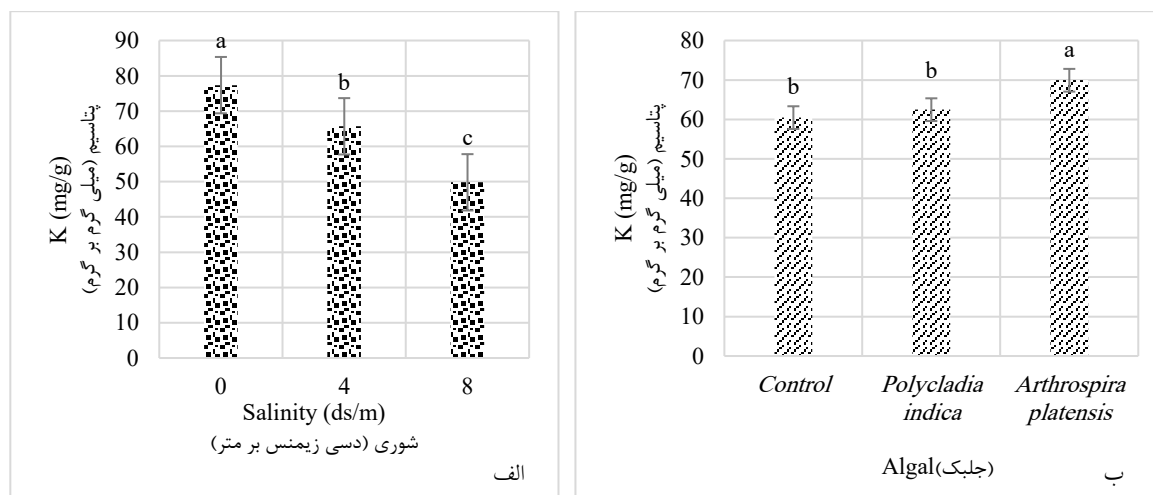 90
80
70
60
50
40
30
20
10
0
K (mg/g)
پتاسیم (میلی گرم بر گرم)
a
b
c
0 4 8
Salinity (ds/m)
شوری (دسی زیمنس بر متر)
الف
80
70
60
50
40
30
20
10
0
K (mg/g)
پتاسیم (میلی گرم بر گرم)
b
b
a
Control
Polycladia
indica
Arthrospira
platensis
Algal(جلبک)
ب